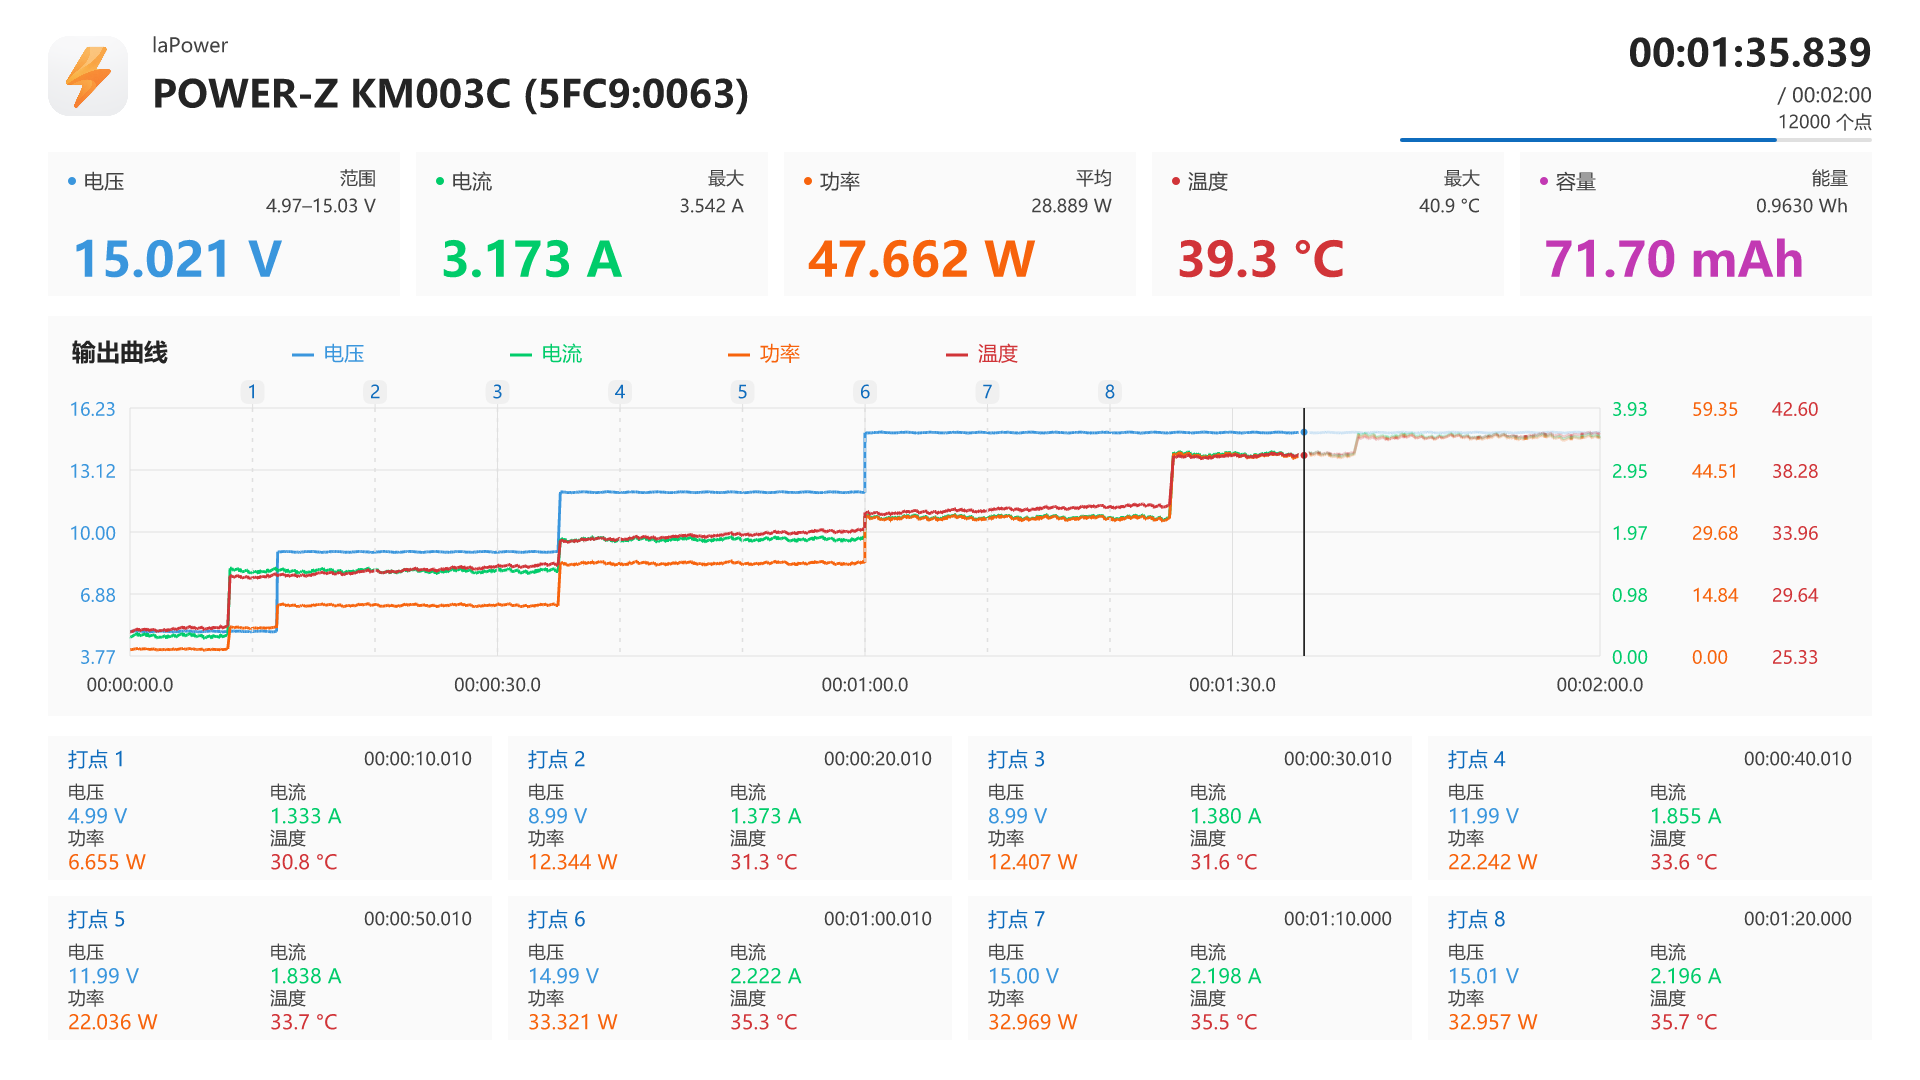 laPower
POWER-Z KM003C (5FC9:0063)
00:01:35.839
/ 00:02:00
12000 个点
电压
范围
4.97–15.03 V
15.021 V
电流
最大
3.542 A
3.173 A
功率
平均
28.889 W
47.662 W
温度
最大
40.9 °C
39.3 °C
容量
能量
0.9630 Wh
71.70 mAh
输出曲线
电压
电流
功率
温度
1 2 3 4 5 6 7 8
16.23 3.93 59.35 42.60
13.12 2.95 44.51 38.28
10.00 1.97 29.68 33.96
6.88 0.98 14.84 29.64
3.77 0.00 0.00 25.33
00:00:00.0 00:00:30.0 00:01:00.0 00:01:30.0 00:02:00.0
打点 1 00:00:10.010
电压 电流
4.99 V 1.333 A
功率 温度
6.655 W 30.8 °C
打点 2 00:00:20.010
电压 电流
8.99 V 1.373 A
功率 温度
12.344 W 31.3 °C
打点 3 00:00:30.010
电压 电流
8.99 V 1.380 A
功率 温度
12.407 W 31.6 °C
打点 4 00:00:40.010
电压 电流
11.99 V 1.855 A
功率 温度
22.242 W 33.6 °C
打点 5 00:00:50.010
电压 电流
11.99 V 1.838 A
功率 温度
22.036 W 33.7 °C
打点 6 00:01:00.010
电压 电流
14.99 V 2.222 A
功率 温度
33.321 W 35.3 °C
打点 7 00:01:10.000
电压 电流
15.00 V 2.198 A
功率 温度
32.969 W 35.5 °C
打点 8 00:01:20.000
电压 电流
15.01 V 2.196 A
功率 温度
32.957 W 35.7 °C